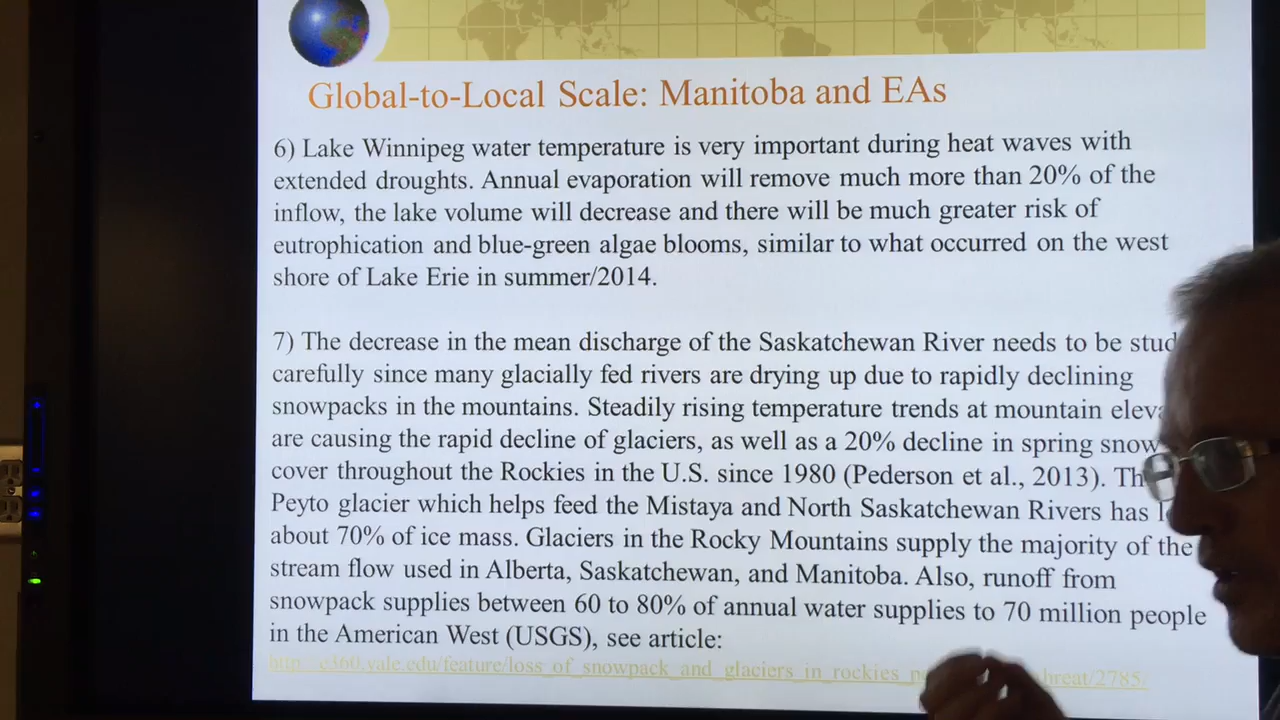 Global-to-Local Scale: Manitoba and EAs
6) Lake Winnipeg water temperature is very important during heat waves with
extended droughts. Annual evaporation will remove much more than 20% of the
inflow, the lake volume will decrease and there will be much greater risk of
eutrophication and blue-green algae blooms, similar to what occurred on the west
shore of Lake Erie in summer/2014.
7) The decrease in the mean discharge of the Saskatchewan River needs to be
carefully since many glacially fed rivers are drying up due to rapidly declining
snowpacks in the mountains. Steadily rising temperature trends at mountain
are causing the rapid decline of glaciers, as well as a 20% decline in spring snow
cover throughout the Rockies in the U.S. since 1980 (Pederson et al., 2013).
Peyto glacier which helps feed the Mistaya and North Saskatchewan Rivers has
about 70% of ice mass. Glaciers in the Rocky Mountains supply the majority of the
stream flow used in Alberta, Saskatchewan, and Manitoba. Also, runoff from
snowpack supplies between 60 to 80% of annual water supplies to 70 million people
in the American West (USGS), see article:
http://e360.yale.edu/feature/loss_of_snowpack_and_glaciers_in_rockies_